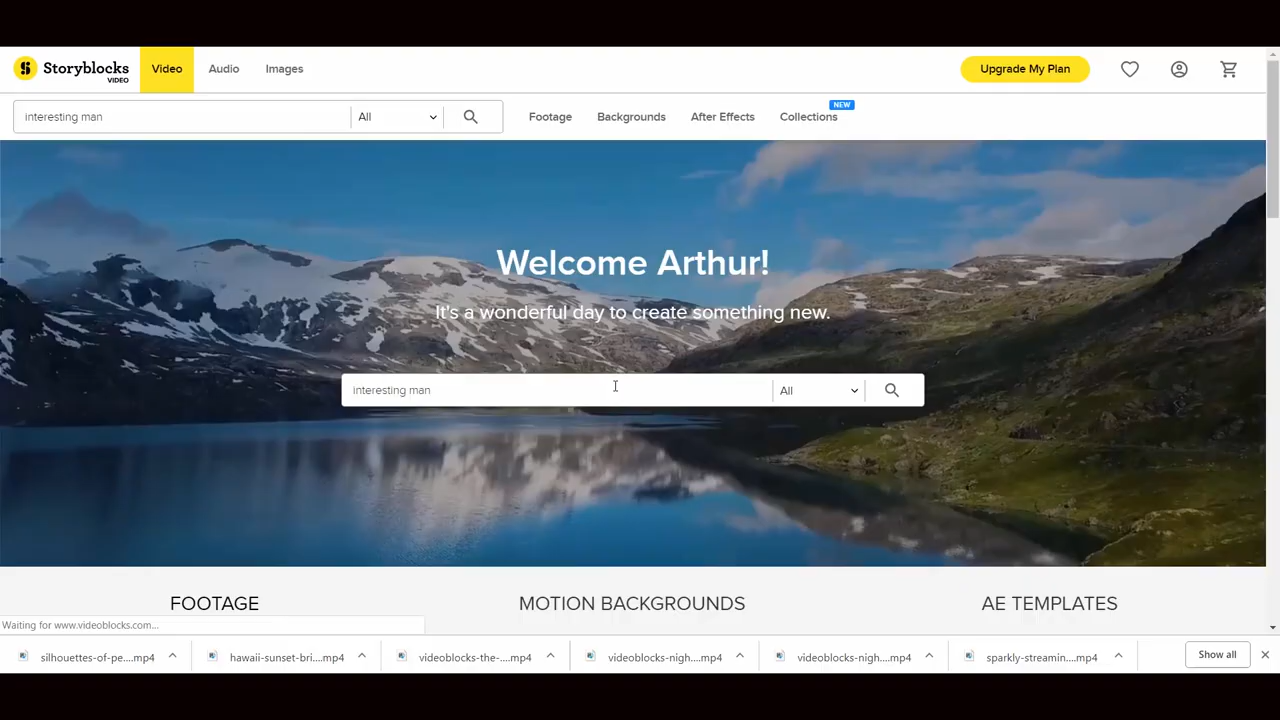 Storyblocks
VIDEO
Video
Audio
Images
Upgrade My Plan
interesting man
All
Footage
Backgrounds
After Effects
Collections
NEW
Welcome Arthur!
It's a wonderful day to create something new.
interesting man
All
FOOTAGE
MOTION BACKGROUNDS
AE TEMPLATES
Waiting for www.videoblocks.com...
silhouettes-of-pe....mp4
hawaii-sunset-bri....mp4
videoblocks-the-....mp4
videoblocks-nigh....mp4
videoblocks-nigh....mp4
sparkly-streamin....mp4
Show all